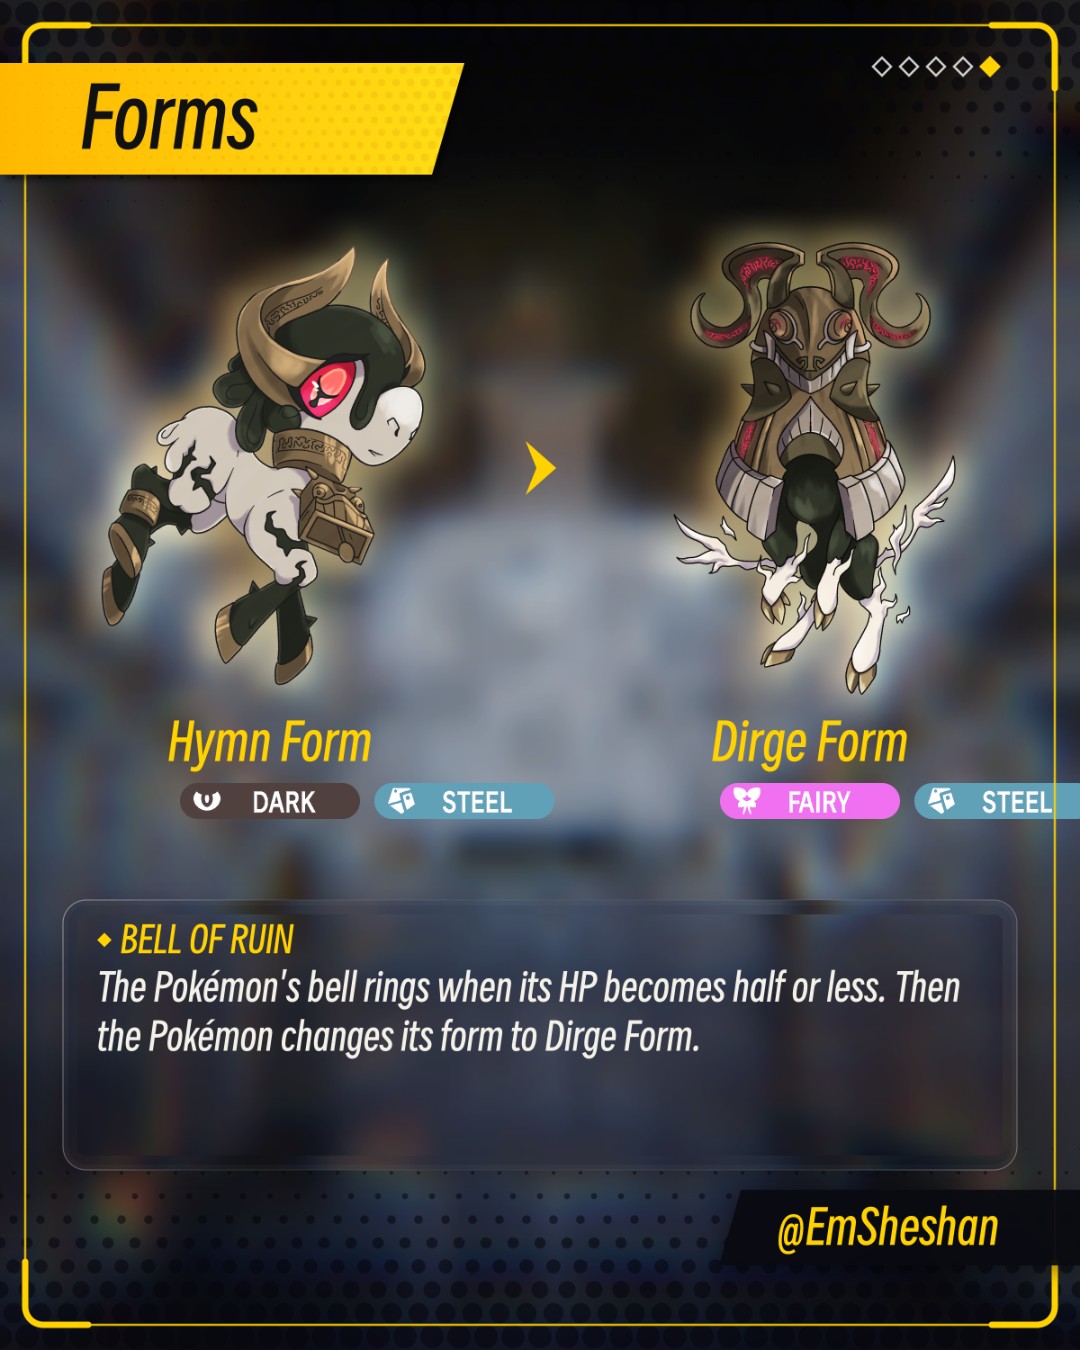 Forms
Hymn Form
Dirge Form
DARK
STEEL
FAIRY
STEEL
BELL OF RUIN
The Pokémon's bell rings when its HP becomes half or less. Then
the Pokémon changes its form to Dirge Form.
@EmSheshan